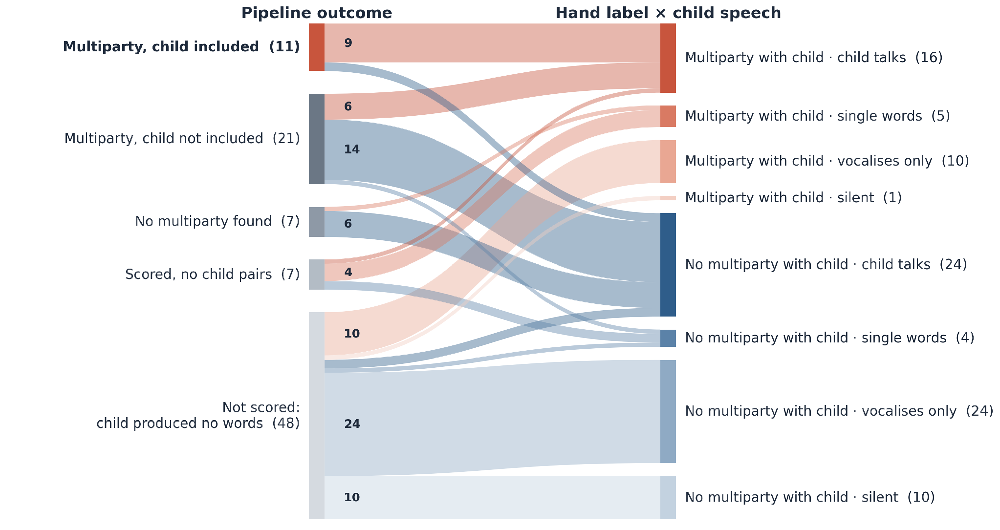 Pipeline outcome
Hand label × child speech
Multiparty, child included (11)
Multiparty, child not included (21)
No multiparty found (7)
Scored, no child pairs (7)
Not scored:
child produced no words (48)
9
6
14
6
4
10
24
10
Multiparty with child · child talks (16)
Multiparty with child · single words (5)
Multiparty with child · vocalises only (10)
Multiparty with child · silent (1)
No multiparty with child · child talks (24)
No multiparty with child · single words (4)
No multiparty with child · vocalises only (24)
No multiparty with child · silent (10)